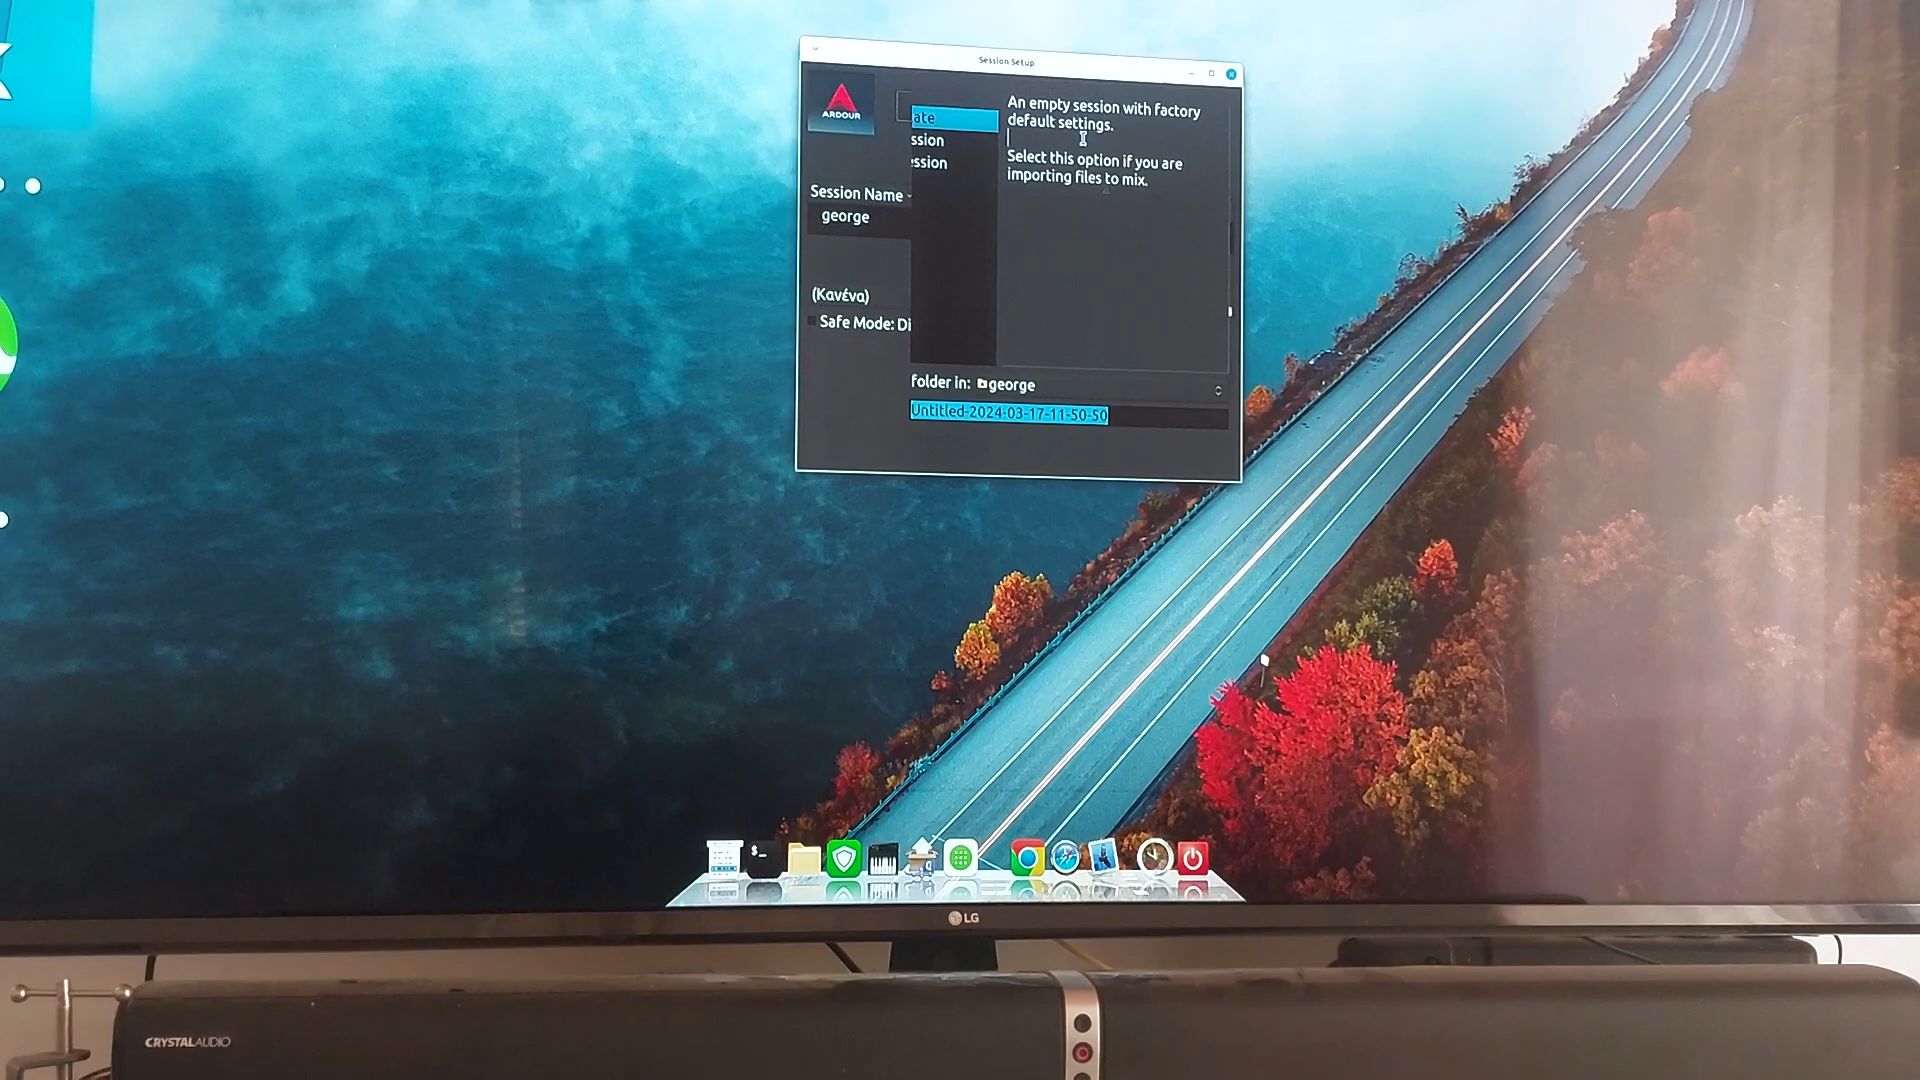 Session Setup
ARDOUR
An empty session with factory
default settings.
Select this option if you are
importing files to mix.
ate
ssion
ession
Session Name
george
(Κανένα)
Safe Mode: Di
folder in: george
Untitled-2024-03-17-11-50-50
$_
LG
CRYSTALAUDIO